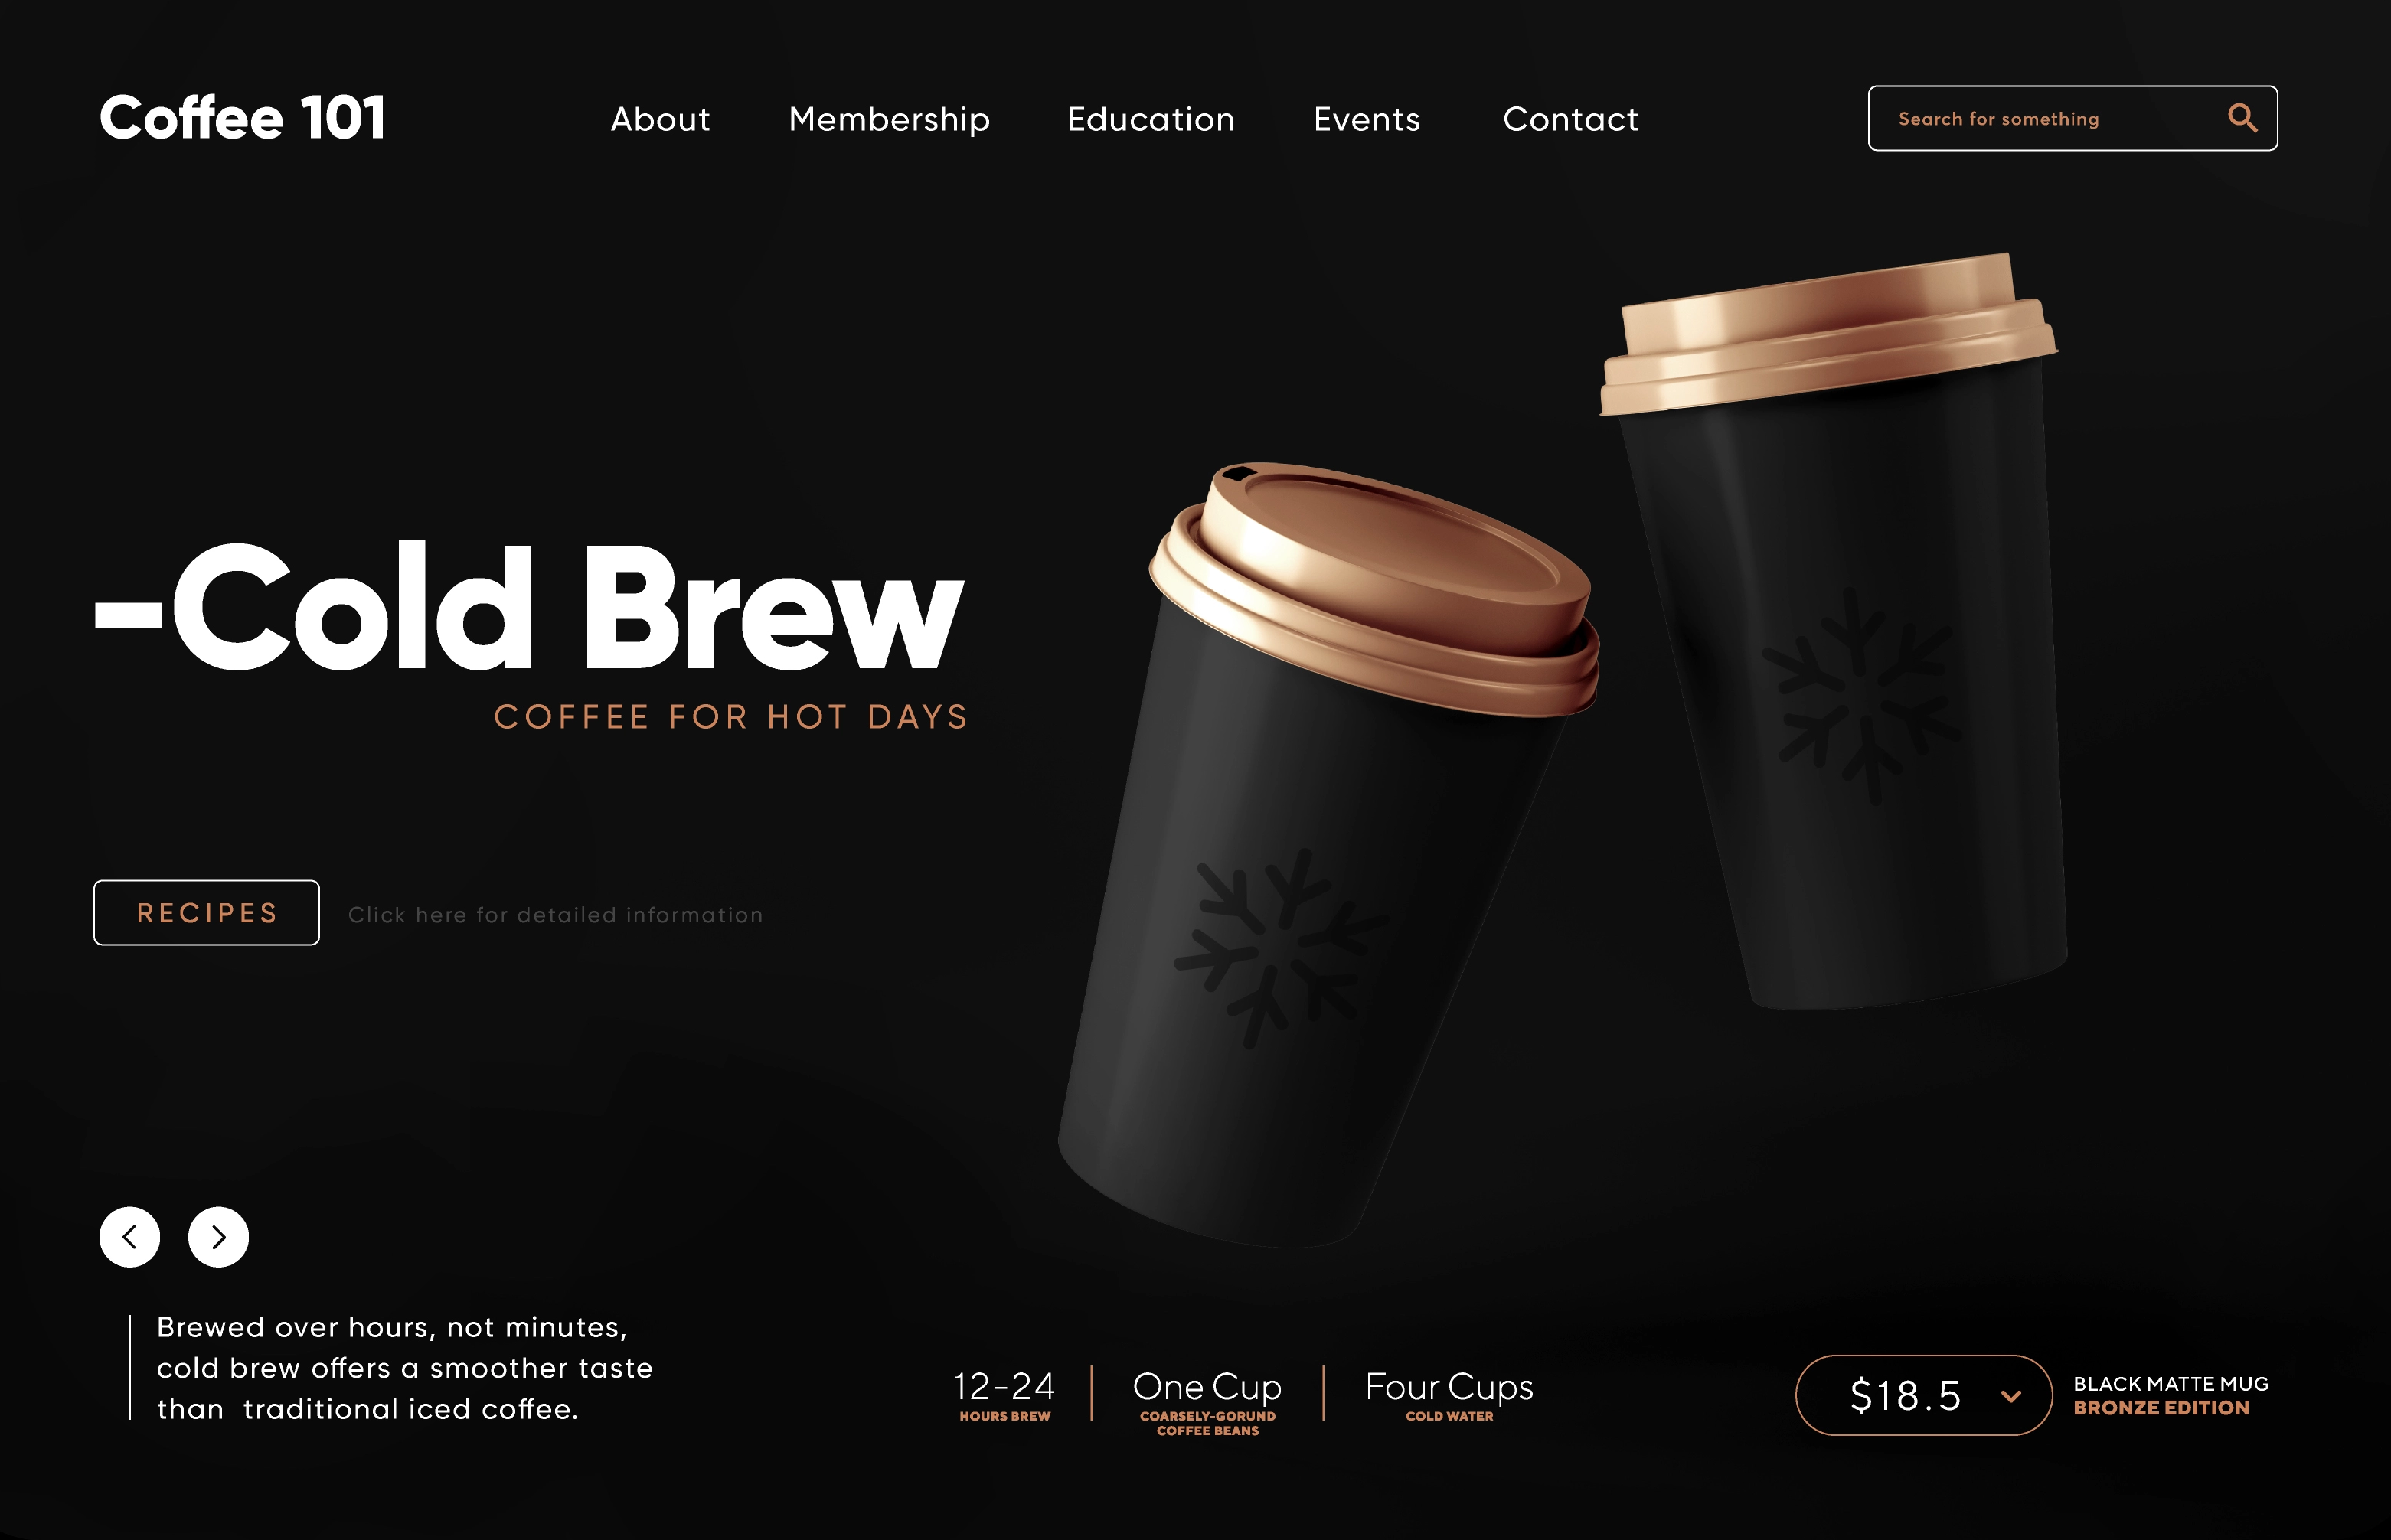 Coffee 101
About
Membership
Education
Events
Contact
Search for something
-Cold Brew
COFFEE FOR HOT DAYS
RECIPES
Click here for detailed information
Brewed over hours, not minutes,
cold brew offers a smoother taste
than  traditional iced coffee.
12-24
HOURS BREW
One Cup
COARSELY-GORUND
COFFEE BEANS
Four Cups
COLD WATER
$18.5
BLACK MATTE MUG
BRONZE EDITION